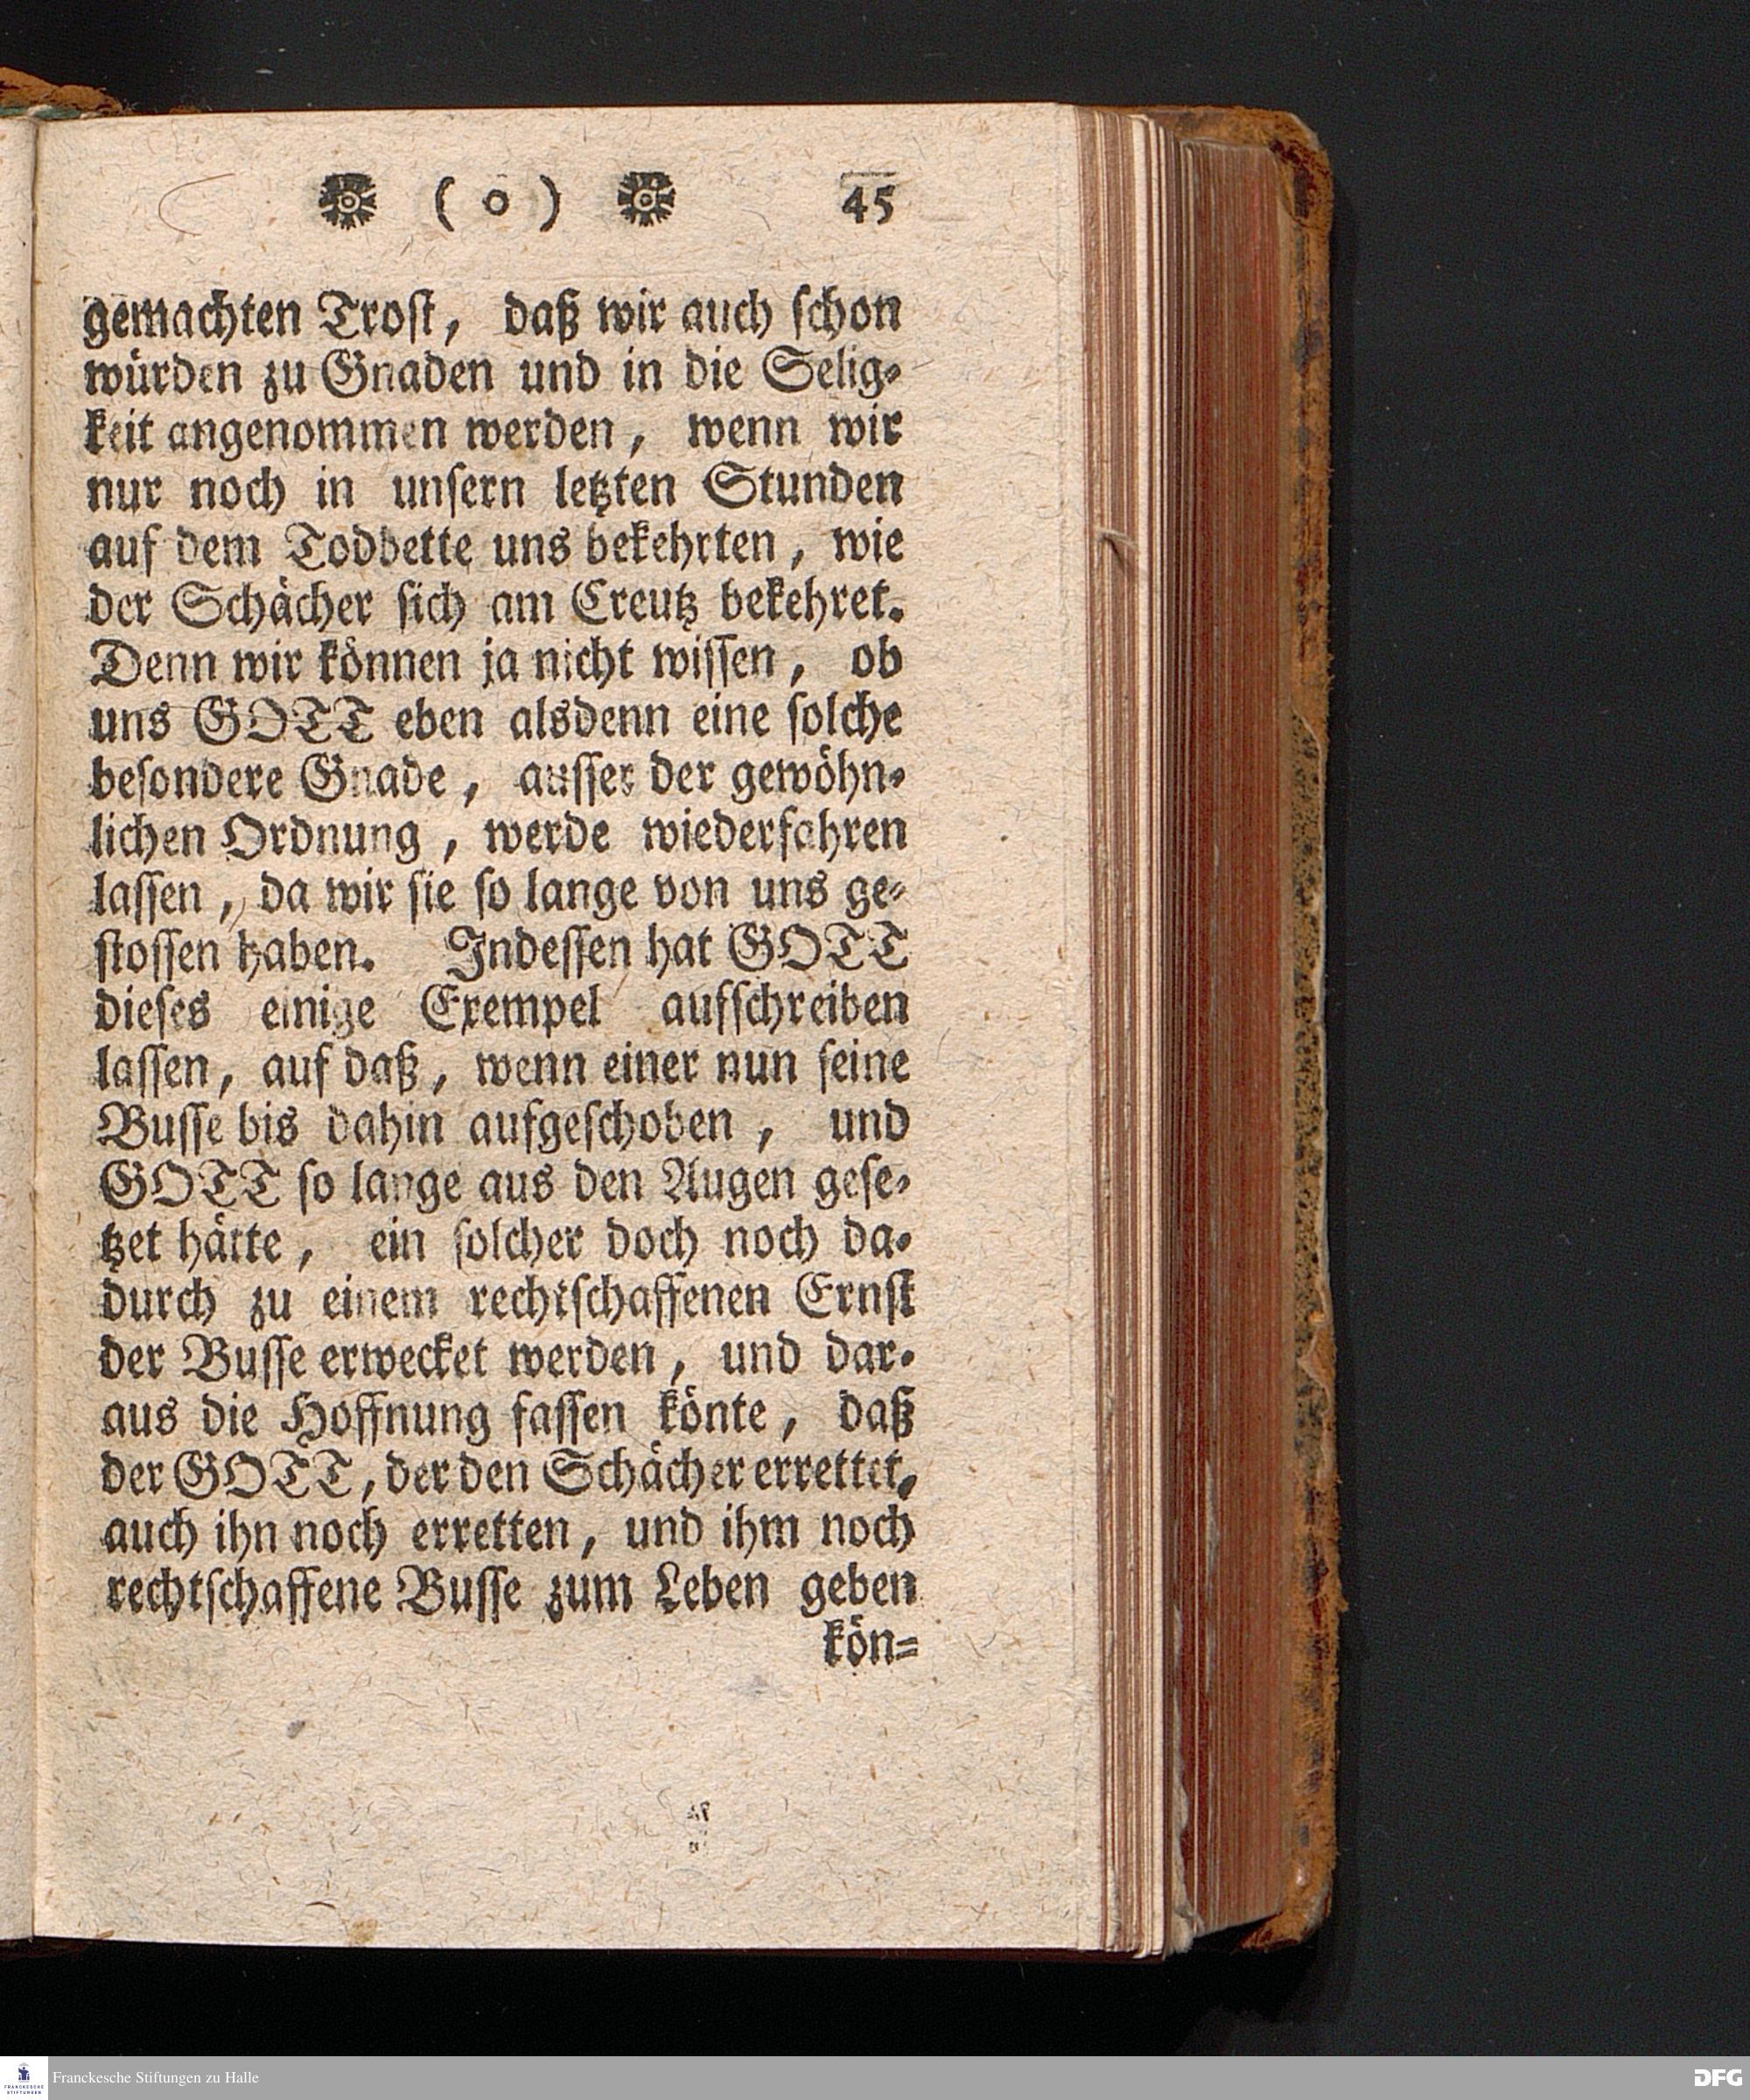 ( o ) 45
gemachten Troſt, daß wir auch ſchon
würden zu Gnaden und in die Selig-
keit angenommen werden, wenn wir
nur noch in unſern letzten Stunden
auf dem Todbette uns bekehrten, wie
der Schächer ſich am Creutz bekehret.
Denn wir können ja nicht wiſſen, ob
uns GOTT eben alsdenn eine ſolche
beſondere Gnade, auſſer der gewöhn-
lichen Ordnung, werde wiederfahren
laſſen, da wir ſie ſo lange von uns ge-
ſtoſſen haben. Indeſſen hat GOTT
dieſes einige Exempel aufſchreiben
laſſen, auf daß, wenn einer nun ſeine
Buſſe bis dahin aufgeſchoben, und
GOTT ſo lange aus den Augen geſe-
tzet hätte, ein ſolcher doch noch da-
durch zu einem rechtſchaffenen Ernſt
der Buſſe erwecket werden, und dar-
aus die Hoffnung faſſen könte, daß
der GOTT, der den Schächer errettet,
auch ihn noch erretten, und ihm noch
rechtſchaffene Buſſe zum Leben geben
kön-
FRANCKESCHE STIFTUNGEN
Franckesche Stiftungen zu Halle
DFG